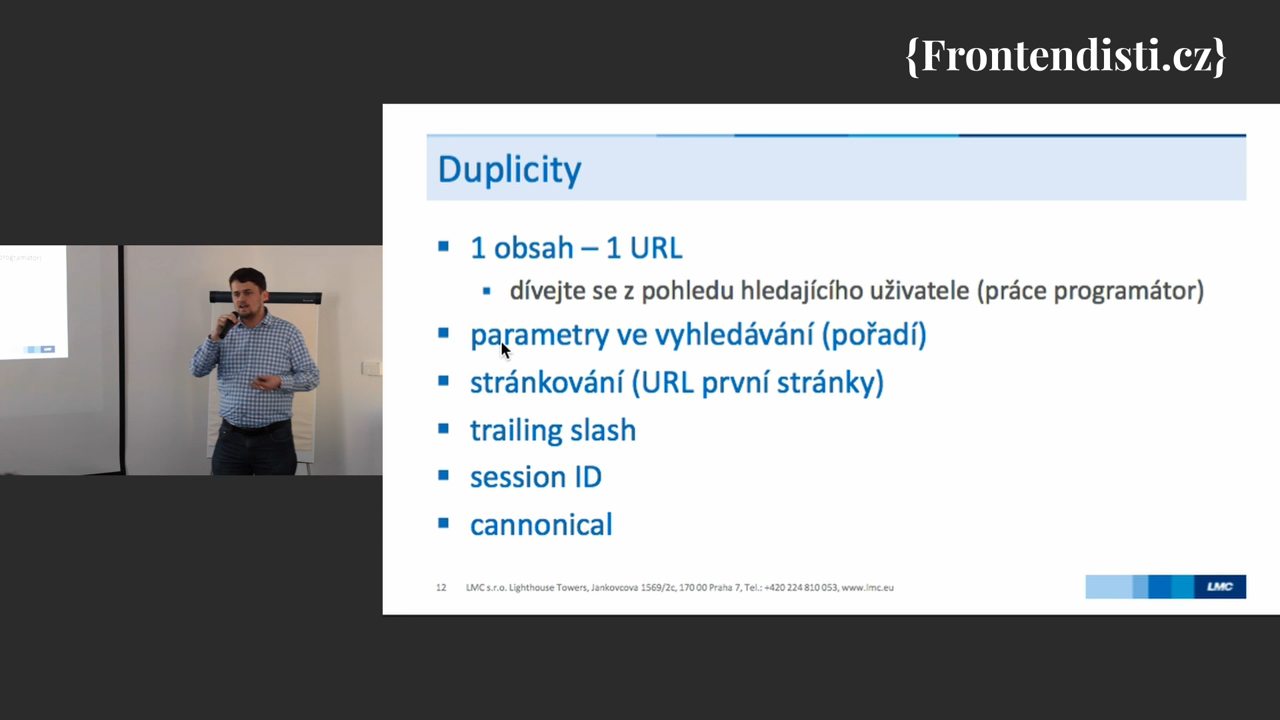 {Frontendisti.cz}
Duplicity
1 obsah – 1 URL
dívejte se z pohledu hledajícího uživatele (práce programátor)
parametry ve vyhledávání (pořadí)
stránkování (URL první stránky)
trailing slash
session ID
cannonical
12 LMC s.r.o. Lighthouse Towers, Jankovcova 1569/2c, 170 00 Praha 7, Tel.: +420 224 810 053, www.lmc.eu
LMC
programátor)